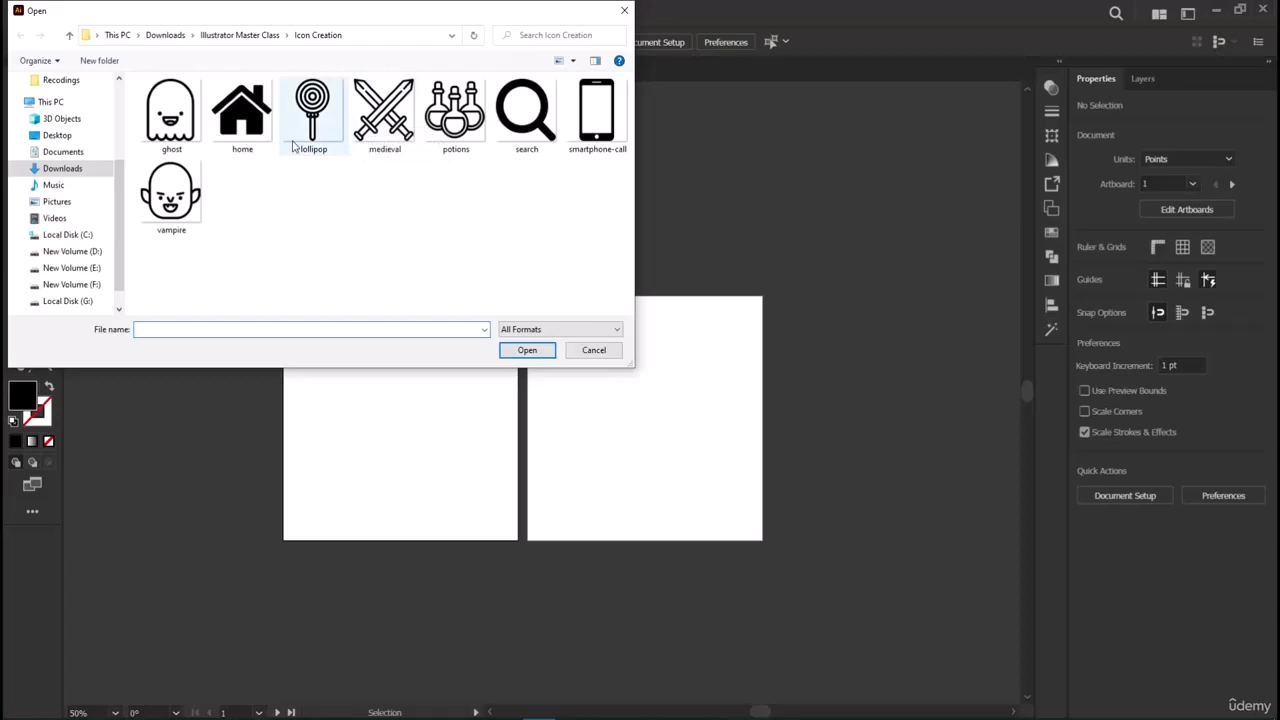 Ai Open
This PC > Downloads > Illustrator Master Class > Icon Creation
Search Icon Creation
Organize
New folder
Recodings
This PC
3D Objects
Desktop
Documents
Downloads
Music
Pictures
Videos
Local Disk (C:)
New Volume (D:)
New Volume (E:)
New Volume (F:)
Local Disk (G:)
ghost
home
lollipop
medieval
potions
search
smartphone-call
vampire
File name:
All Formats
Open
Cancel
ument Setup
Preferences
Properties
Layers
No Selection
Document
Units: Points
Artboard: 1
Edit Artboards
Ruler & Grids
Guides
Snap Options
Preferences
Keyboard Increment: 1 pt
Use Preview Bounds
Scale Corners
Scale Strokes & Effects
Quick Actions
Document Setup
Preferences
50%
0°
1
Selection
ûdemy